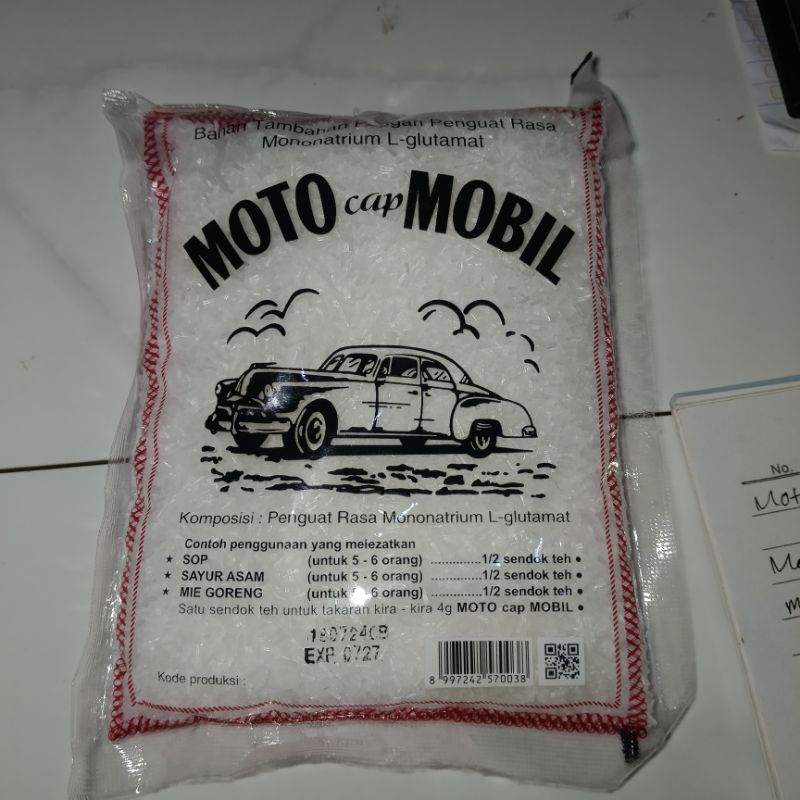 Bahan Tambahan Pangan Penguat Rasa
Mononatrium L-glutamat
MOTO cap MOBIL
Komposisi : Penguat Rasa Mononatrium L-glutamat
Contoh penggunaan yang melezatkan
★ SOP (untuk 5 - 6 orang) ..............1/2 sendok teh ●
★ SAYUR ASAM (untuk 5 - 6 orang) ..............1/2 sendok teh ●
★ MIE GORENG (untuk 5 - 6 orang) ..............1/2 sendok teh ●
Satu sendok teh untuk takaran kira - kira 4g MOTO cap MOBIL ●
EXP. 0727
Kode produksi :
8 997242 570038
No.